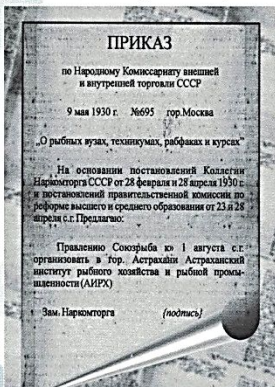 ПРИКАЗ
по Народному Комиссариату внешней
и внутренней торговли СССР
9 мая 1930 г. №695 гор.Москва
„О рыбных вузах, техникумах, рабфаках и курсах"
На основании постановлений Коллегии
Наркомторга СССР от 28 февраля и 28 апреля 1930 г.
и постановлений правительственной комиссии по
реформе высшего и среднего образования от 23 и 28
апреля с.г. Предлагаю:
Правлению Союзрыба к» 1 августа с.г.
организовать в гор. Астрахани Астраханский
институт рыбного хозяйства и рыбной промы-
шленности (АИРХ)
Зам. Наркомторга (подпись)